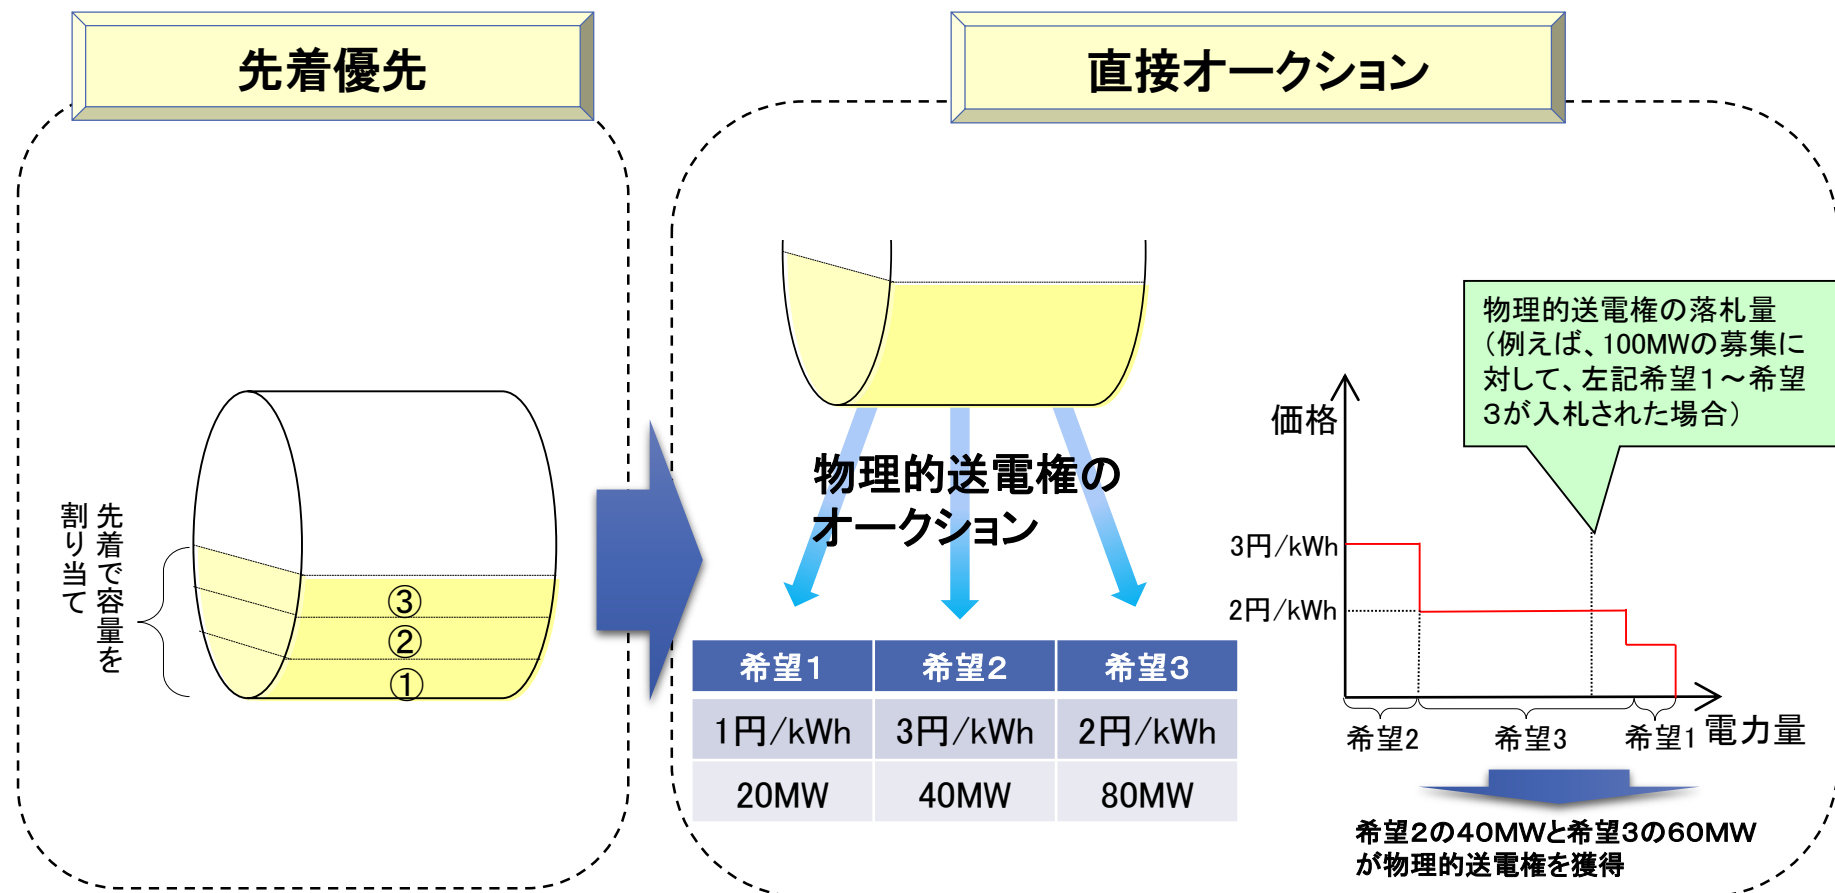 先着優先
直接オークション
先着で容量を
割り当て
③
②
①
物理的送電権の
オークション
希望1 希望2 希望3
1円/kWh 3円/kWh 2円/kWh
20MW 40MW 80MW
物理的送電権の落札量
（例えば、100MWの募集に
対して、左記希望１～希望
３が入札された場合）
価格
3円/kWh
2円/kWh
希望2 希望3 希望1 電力量
希望2の40MWと希望3の60MW
が物理的送電権を獲得